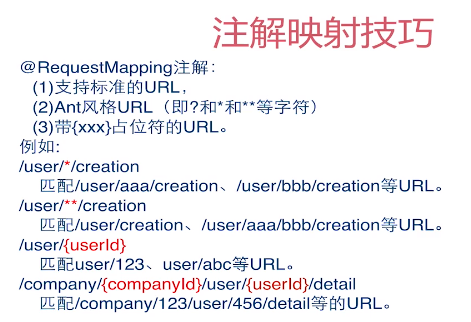 注解映射技巧
@RequestMapping注解：
(1)支持标准的URL，
(2)Ant风格URL（即?和*和**等字符）
(3)带{xxx}占位符的URL。
例如:
/user/*/creation
匹配/user/aaa/creation、/user/bbb/creation等URL。
/user/**/creation
匹配/user/creation、/user/aaa/bbb/creation等URL。
/user/{userId}
匹配user/123、user/abc等URL。
/company/{companyId}/user/{userId}/detail
匹配/company/123/user/456/detail等的URL。